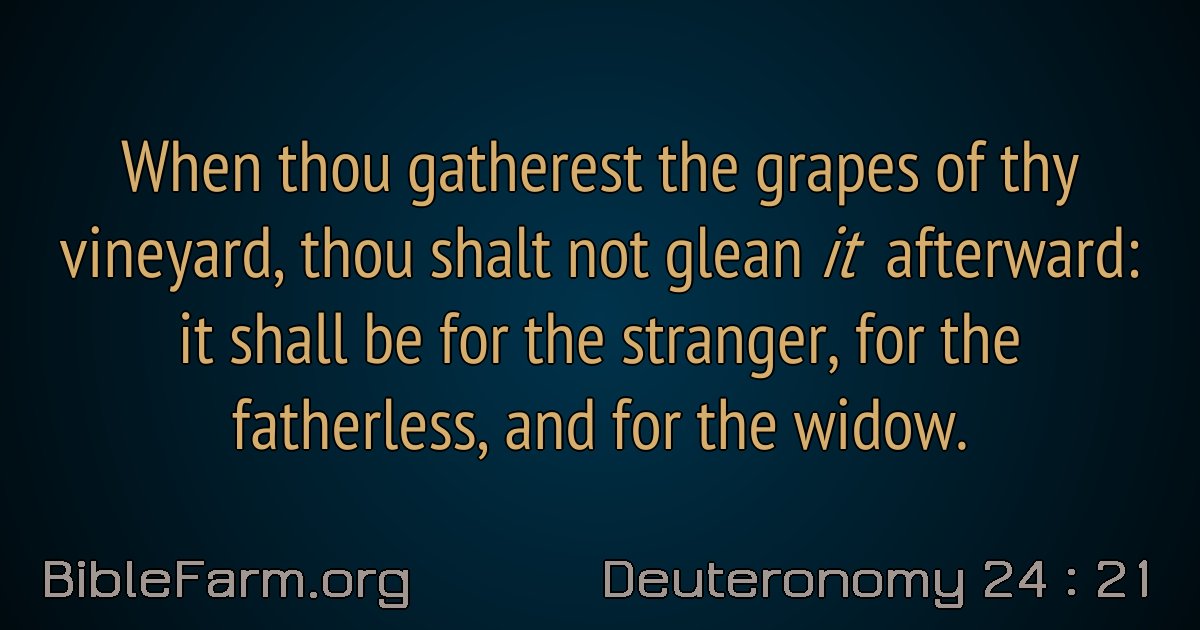 When thou gatherest the grapes of thy
vineyard, thou shalt not glean it afterward:
it shall be for the stranger, for the
fatherless, and for the widow.
BibleFarm.org
Deuteronomy 24 : 21